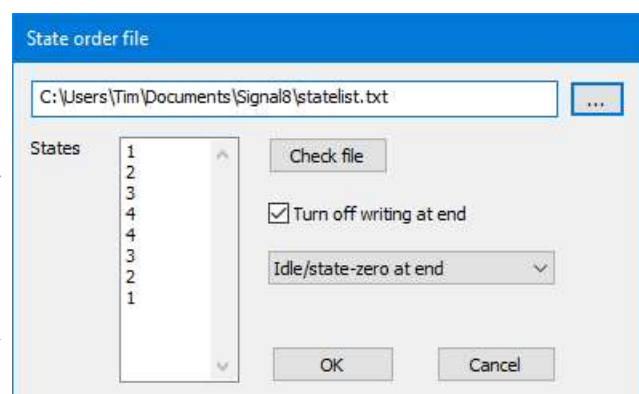 State order file
C:\Users\Tim\Documents\Signal8\statelist.txt
...
States
1
2
3
4
4
3
2
1
Check file
Turn off writing at end
Idle/state-zero at end
OK
Cancel